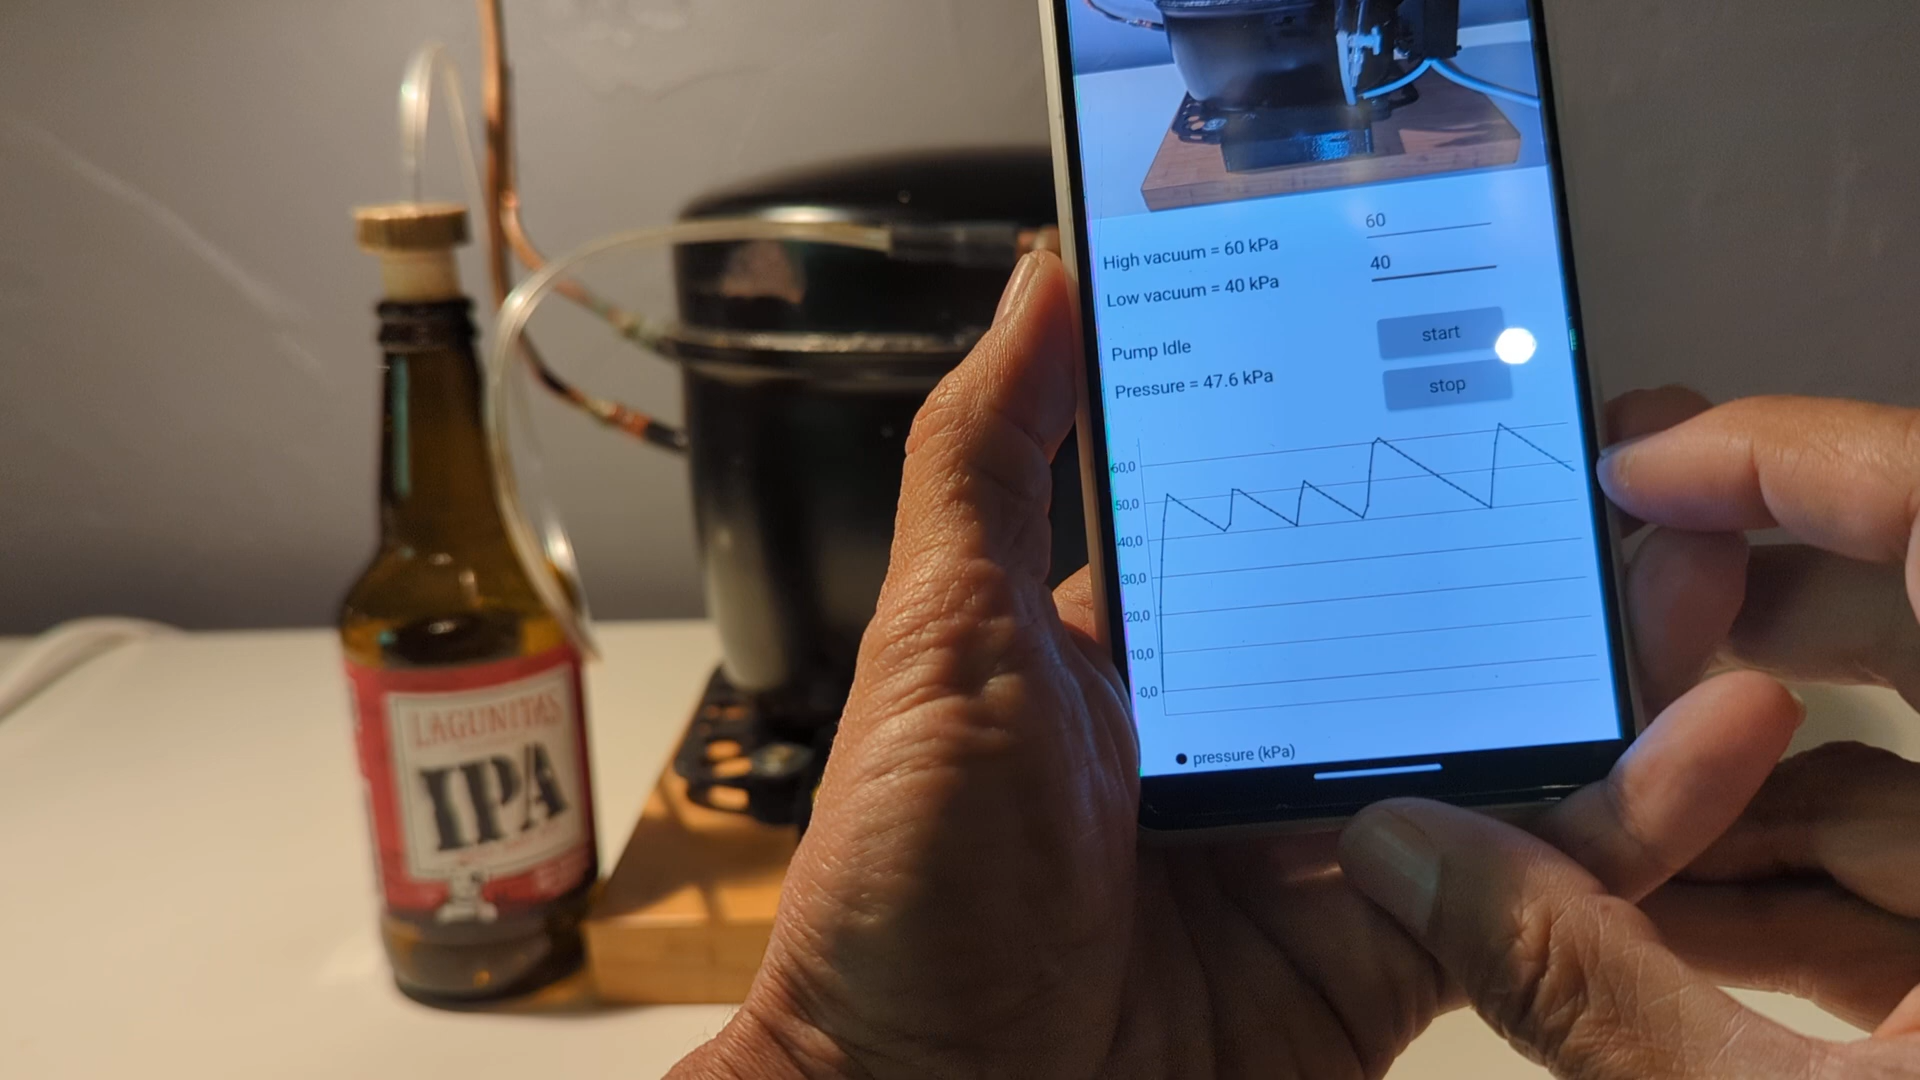 High vacuum = 60 kPa
60
Low vacuum = 40 kPa
40
Pump Idle
start
Pressure = 47.6 kPa
stop
60,0
50,0
40,0
30,0
20,0
10,0
-0,0
pressure (kPa)
LAGUNITAS
IPA